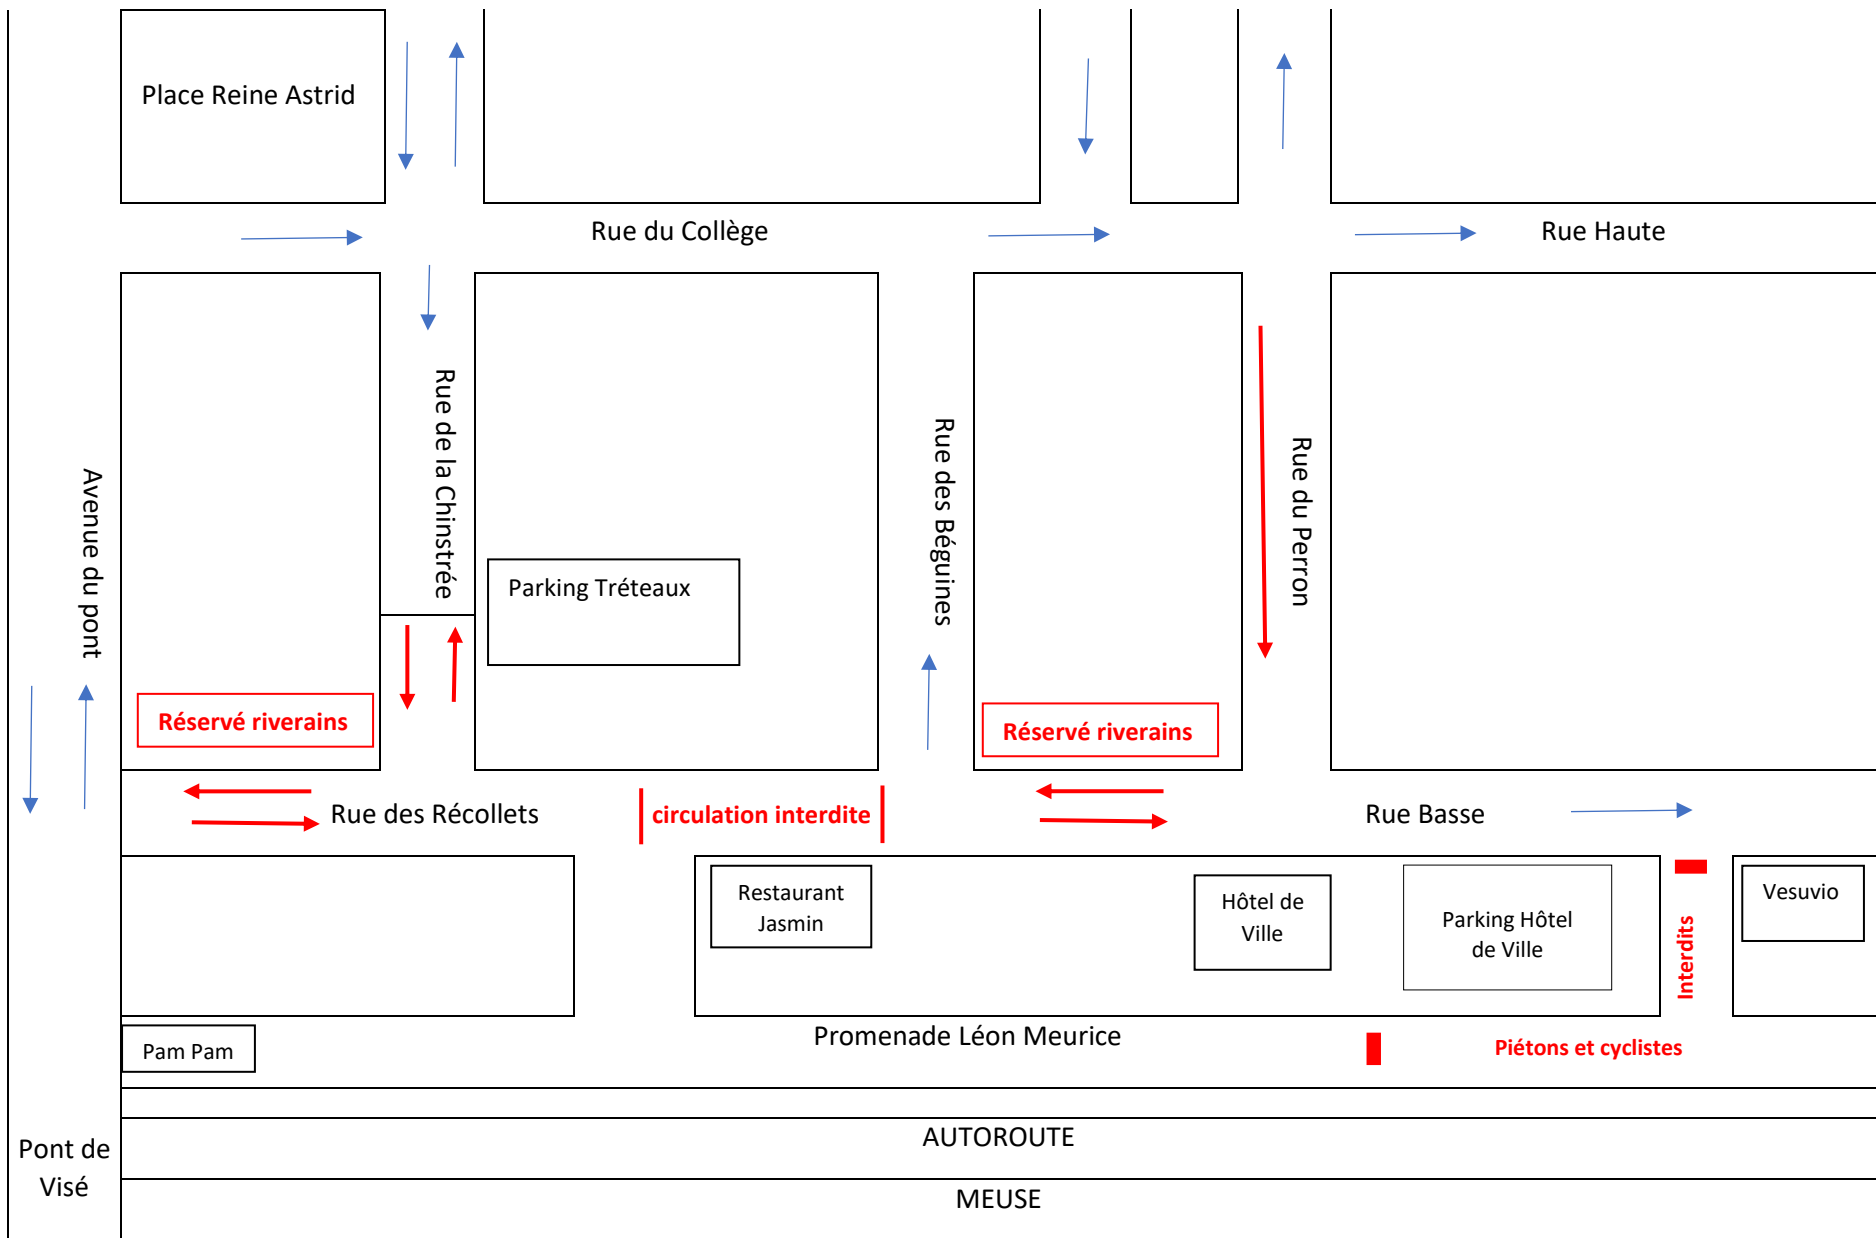 Place Reine Astrid
Rue du Collège
Rue Haute
Avenue du pont
Rue de la Chinstrée
Parking Tréteaux
Rue des Béguines
Rue du Perron
Réservé riverains
Réservé riverains
Rue des Récollets
circulation interdite
Rue Basse
Restaurant
Jasmin
Hôtel de
Ville
Parking Hôtel
de Ville
Interdits
Vesuvio
Pam Pam
Promenade Léon Meurice
Piétons et cyclistes
Pont de
Visé
AUTOROUTE
MEUSE